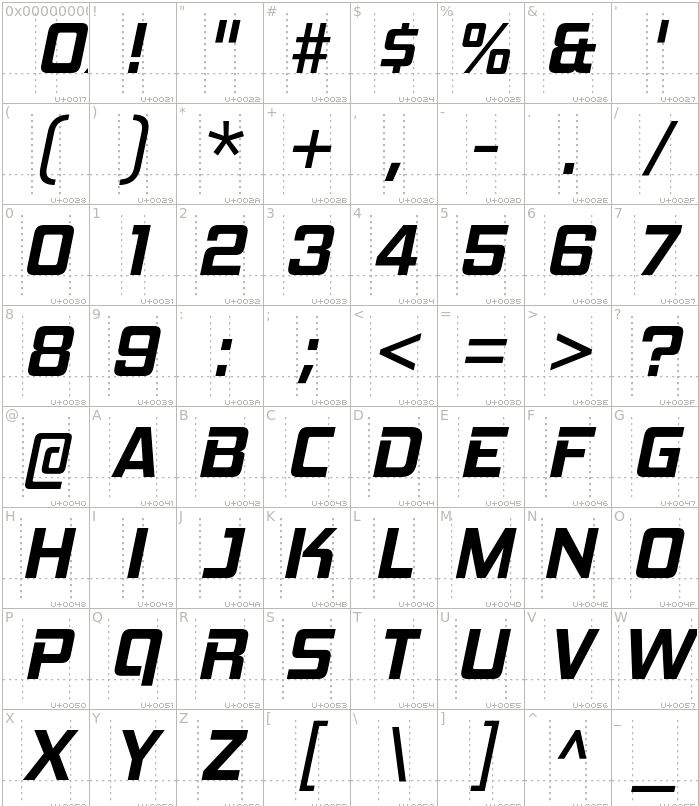 0x00000000 ! " # $ % & '
0. ! " # $ % & '
U+0017 U+0021 U+0022 U+0023 U+0024 U+0025 U+0026 U+0027
( ) * + , - . /
( ) * + , - . /
U+0028 U+0029 U+002A U+002B U+002C U+002D U+002E U+002F
0 1 2 3 4 5 6 7
0 1 2 3 4 5 6 7
U+0030 U+0031 U+0032 U+0033 U+0034 U+0035 U+0036 U+0037
8 9 : ; < = > ?
8 9 : ; < = > ?
U+0038 U+0039 U+003A U+003B U+003C U+003D U+003E U+003F
@ A B C D E F G
@ A B C D E F G
U+0040 U+0041 U+0042 U+0043 U+0044 U+0045 U+0046 U+0047
H I J K L M N O
H I J K L M N O
U+0048 U+0049 U+004A U+004B U+004C U+004D U+004E U+004F
P Q R S T U V W
P Q R S T U V W
U+0050 U+0051 U+0052 U+0053 U+0054 U+0055 U+0056 U+0057
X Y Z [ \ ] ^ _
X Y Z [ \ ] ^ _